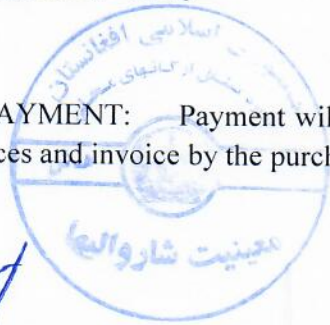 اسلامی افغانستان
AYMENT: Payment wil
ces and invoice by the purch
معینیت شاروالیها